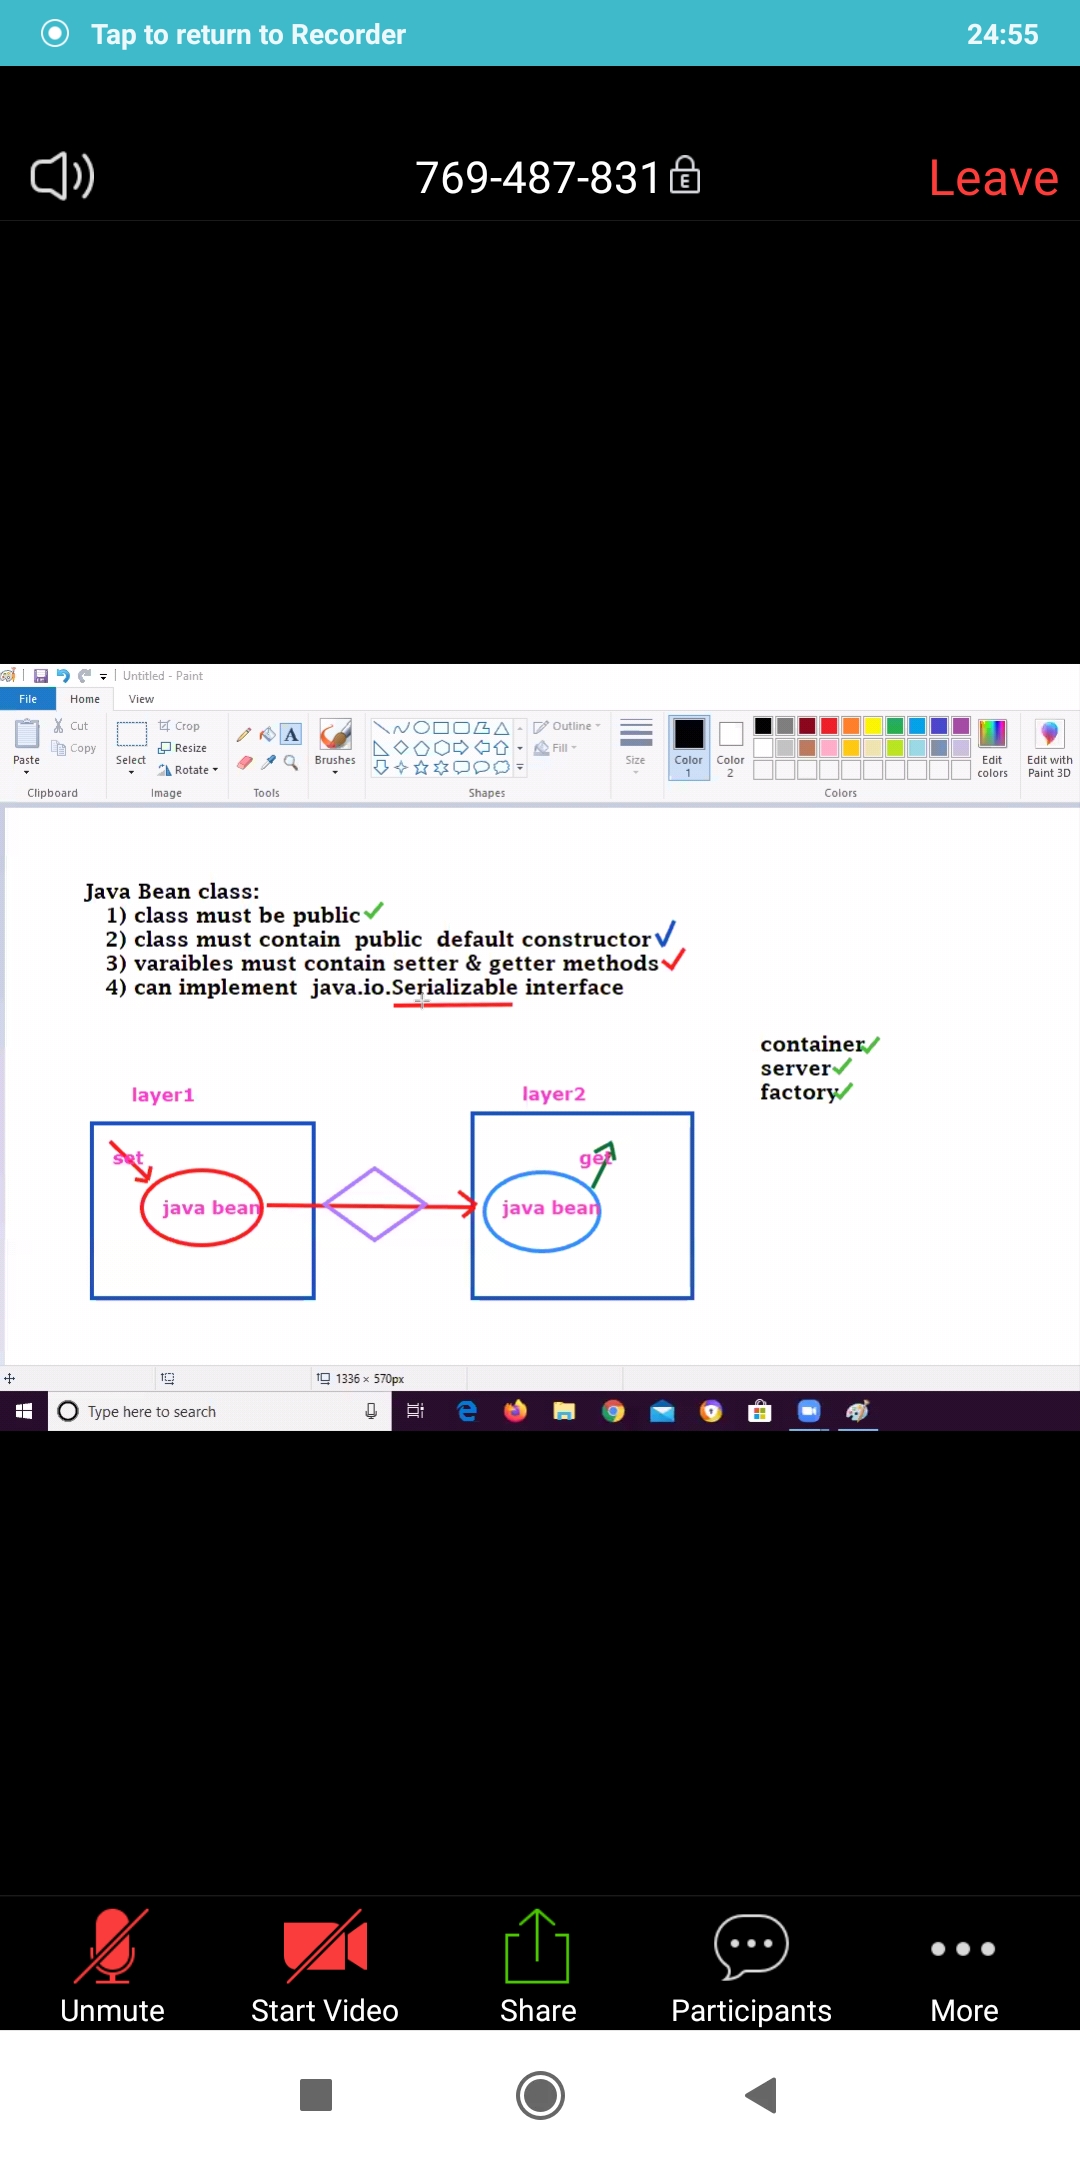 Tap to return to Recorder 24:55
769-487-831 E Leave
Untitled - Paint
File Home View
Paste Cut Copy Select Crop Resize Rotate A Brushes Outline Fill Size Color 1 Color 2 Edit colors Edit with Paint 3D
Clipboard Image Tools Shapes Colors
Java Bean class:
1) class must be public
2) class must contain public default constructor
3) varaibles must contain setter & getter methods
4) can implement java.io.Serializable interface
container
server
factory
layer1 layer2
set get
java bean java bean
1336 × 570px
Type here to search
Unmute Start Video Share Participants More